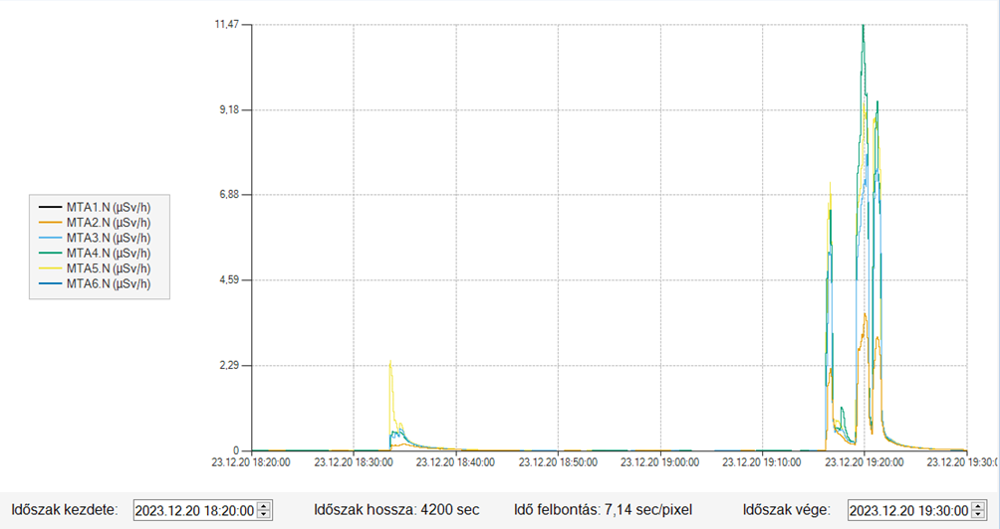 11.47
9,18
6,88
4,59
2,29
0
MTA1.N (µSv/h)
MTA2.N (µSv/h)
MTA3.N (µSv/h)
MTA4.N (µSv/h)
MTA5.N (µSv/h)
MTA6.N (µSv/h)
23.12.20 18:20:00 23.12.20 18:30:00 23.12.20 18:40:00 23.12.20 18:50:00 23.12.20 19:00:00 23.12.20 19:10:00 23.12.20 19:20:00 23.12.20 19:30:0
Időszak kezdete: 2023.12.20 18:20:00 Időszak hossza: 4200 sec Idő felbontás: 7,14 sec/pixel Időszak vége: 2023.12.20 19:30:00